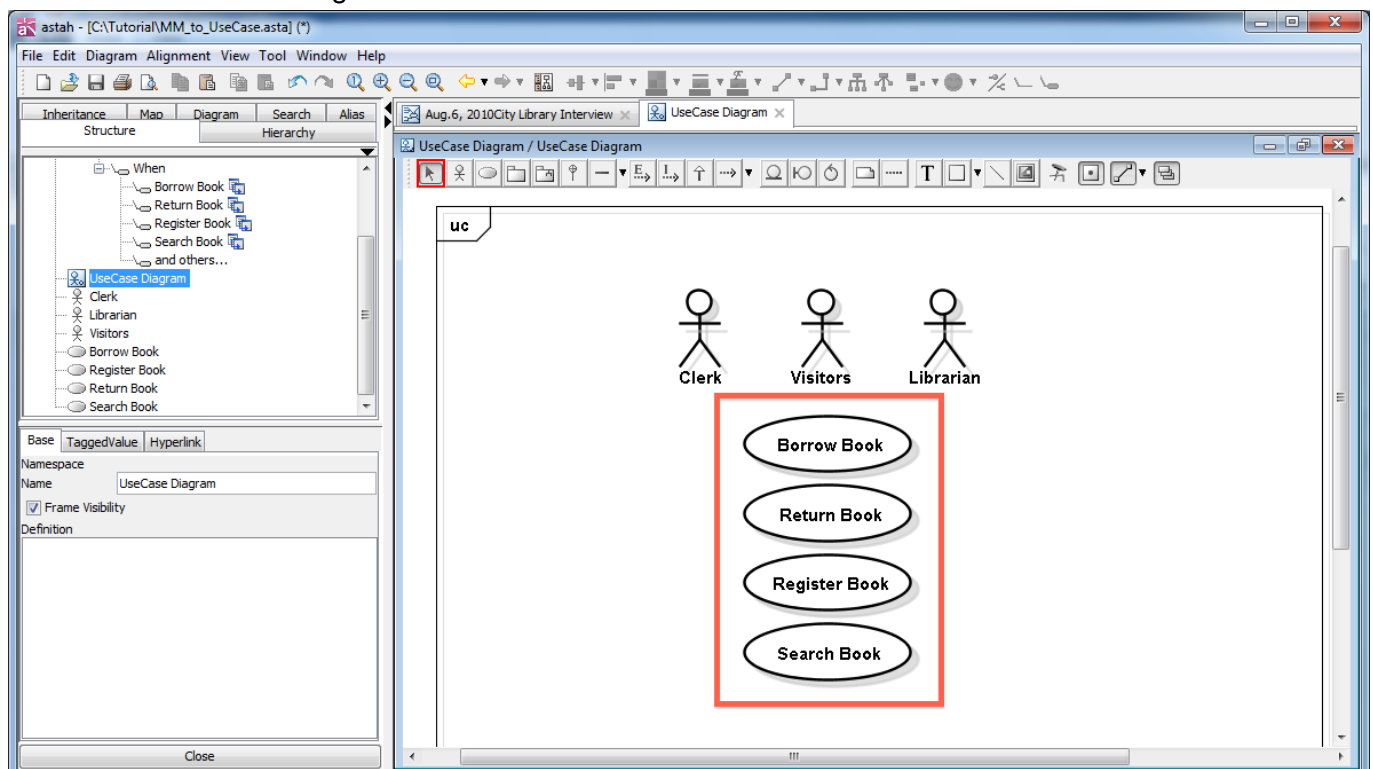 astah - [C:\Tutorial\MM_to_UseCase.asta] (*)
File Edit Diagram Alignment View Tool Window Help
Inheritance Map Diagram Search Alias
Structure Hierarchy
When
Borrow Book
Return Book
Register Book
Search Book
and others...
UseCase Diagram
Clerk
Librarian
Visitors
Borrow Book
Register Book
Return Book
Search Book
Base TaggedValue Hyperlink
Namespace
Name UseCase Diagram
Frame Visibility
Definition
Close
Aug.6, 2010City Library Interview UseCase Diagram
UseCase Diagram / UseCase Diagram
E
I
T
uc
Clerk Visitors Librarian
Borrow Book
Return Book
Register Book
Search Book